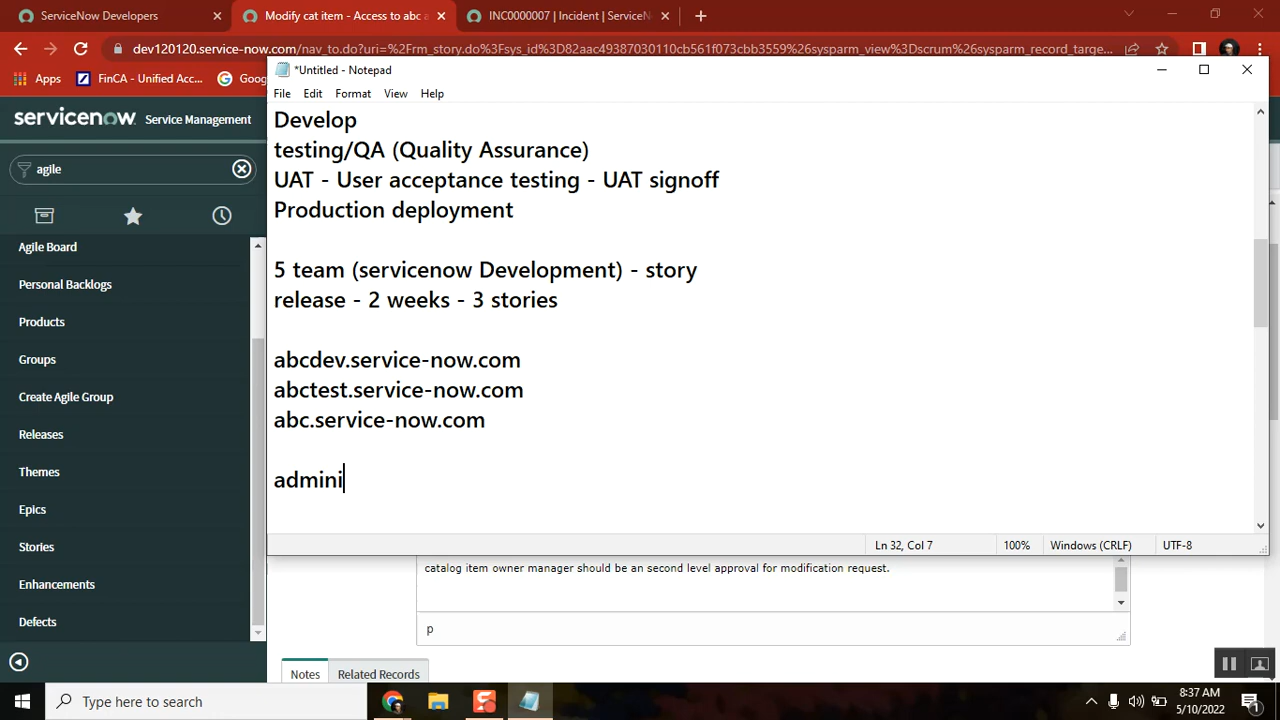 ServiceNow Developers
Modify cat item - Access to abc a
INC0000007 | Incident | ServiceN
dev120120.service-now.com/nav_to.do?uri=%2Frm_story.do%3Fsys_id%3D82aac49387030110cb561f073cbb3559%26sysparm_view%3Dscrum%26sysparm_record_targe...
Apps
FinCA - Unified Acc...
Goog
*Untitled - Notepad
File Edit Format View Help
servicenow Service Management
agile
Agile Board
Personal Backlogs
Products
Groups
Create Agile Group
Releases
Themes
Epics
Stories
Enhancements
Defects
Develop
testing/QA (Quality Assurance)
UAT - User acceptance testing - UAT signoff
Production deployment
5 team (servicenow Development) - story
release - 2 weeks - 3 stories
abcdev.service-now.com
abctest.service-now.com
abc.service-now.com
admini
Ln 32, Col 7 100% Windows (CRLF) UTF-8
catalog item owner manager should be an second level approval for modification request.
p
Notes Related Records
Type here to search
8:37 AM
5/10/2022
1